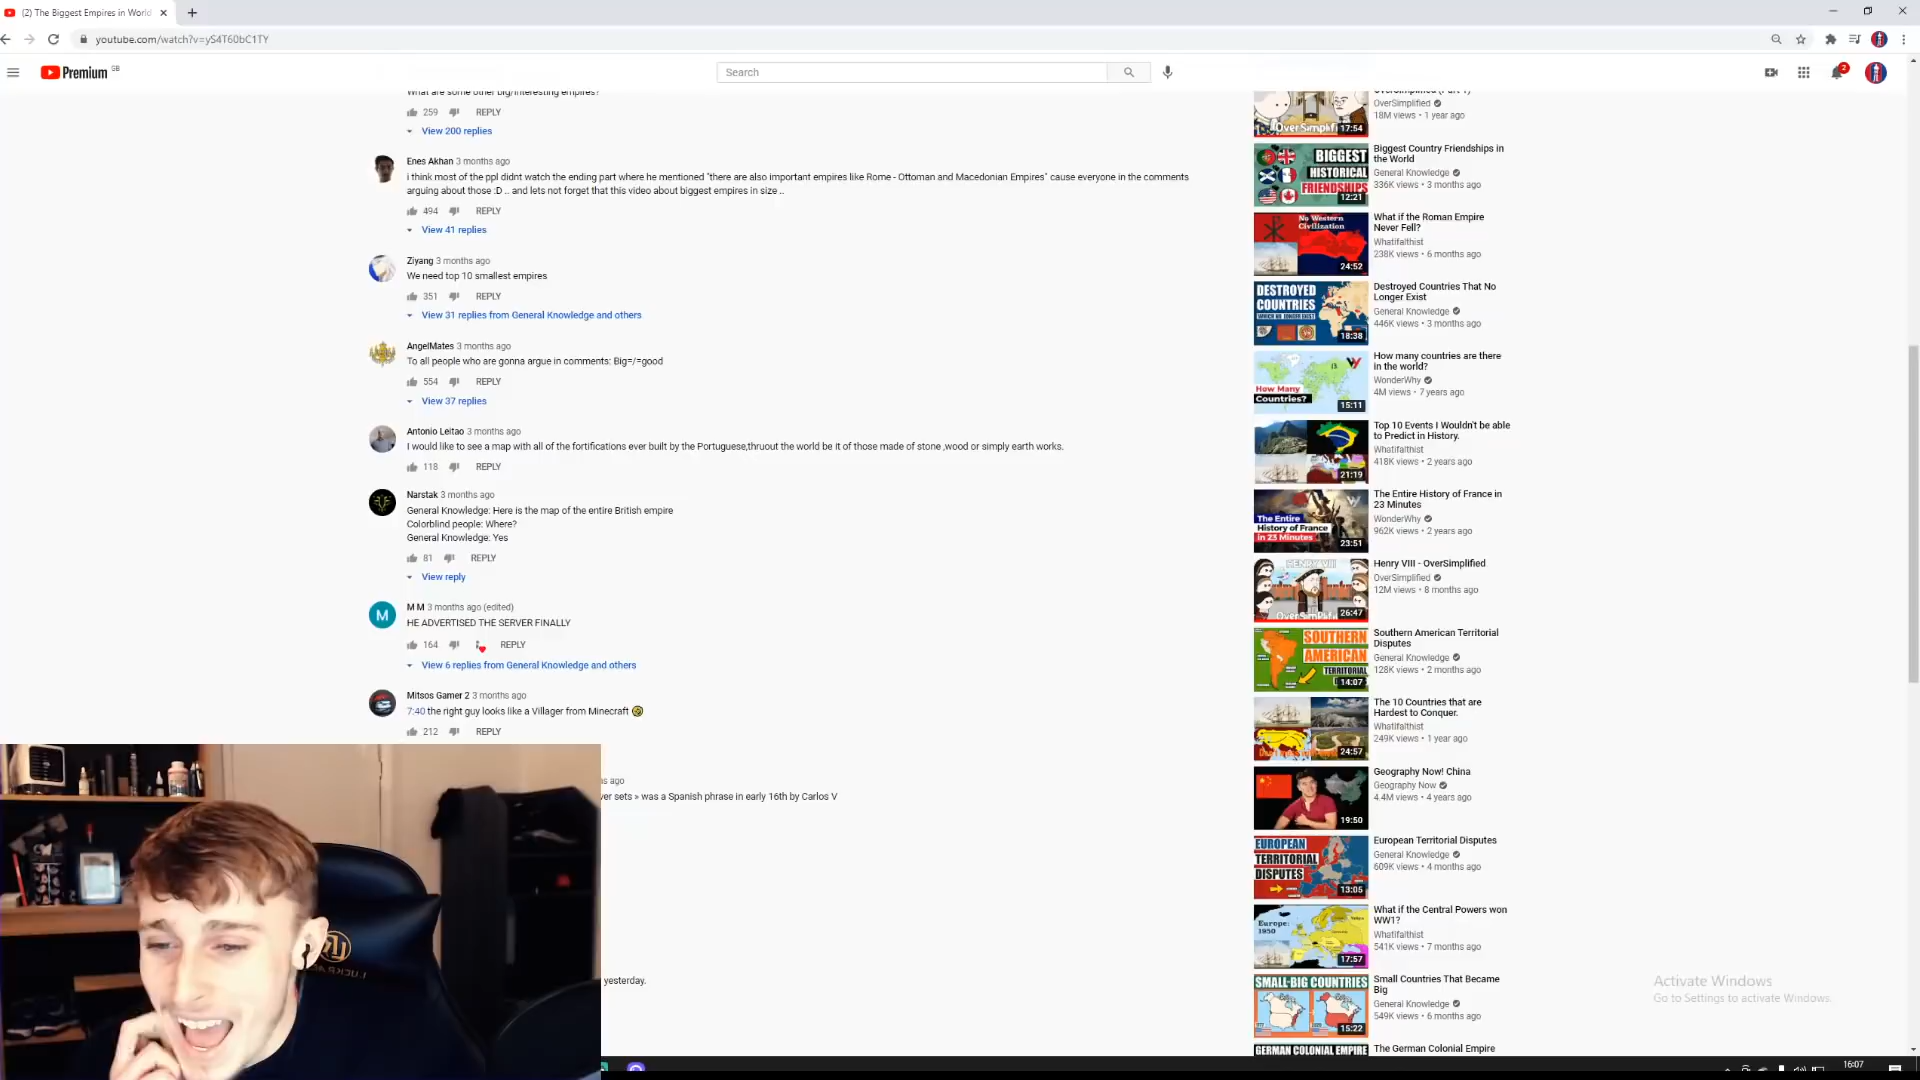 (2) The Biggest Empires in World
youtube.com/watch?v=yS4T60bC1TY
Premium GB
Search
2
What are some other big/interesting empires?
259 REPLY
View 200 replies
Enes Akhan 3 months ago
i think most of the ppl didnt watch the ending part where he mentioned "there are also important empires like Rome - Ottoman and Macedonian Empires" cause everyone in the comments
arguing about those :D .. and lets not forget that this video about biggest empires in size ..
494 REPLY
View 41 replies
Ziyang 3 months ago
We need top 10 smallest empires
351 REPLY
View 31 replies from General Knowledge and others
AngelMates 3 months ago
To all people who are gonna argue in comments: Big=/=good
554 REPLY
View 37 replies
Antonio Leitao 3 months ago
I would like to see a map with all of the fortifications ever built by the Portuguese,thruout the world be it of those made of stone ,wood or simply earth works.
118 REPLY
Narstak 3 months ago
General Knowledge: Here is the map of the entire British empire
Colorblind people: Where?
General Knowledge: Yes
81 REPLY
View reply
M
M M 3 months ago (edited)
HE ADVERTISED THE SERVER FINALLY
164 REPLY
View 6 replies from General Knowledge and others
Mitsos Gamer 2 3 months ago
7:40 the right guy looks like a Villager from Minecraft 🤣
212 REPLY
ago
sets » was a Spanish phrase in early 16th by Carlos V
yesterday.
OverSimplified
18M views • 1 year ago
17:54
BIGGEST
HISTORICAL
FRIENDSHIPS
12:21
Biggest Country Friendships in
the World
General Knowledge
336K views • 3 months ago
No Western
Civilization
24:52
What if the Roman Empire
Never Fell?
Whatifalthist
238K views • 6 months ago
DESTROYED
COUNTRIES
WHICH NO LONGER EXIST
18:38
Destroyed Countries That No
Longer Exist
General Knowledge
446K views • 3 months ago
How Many
Countries?
15:11
How many countries are there
in the world?
WonderWhy
4M views • 7 years ago
21:19
Top 10 Events I Wouldn't be able
to Predict in History.
Whatifalthist
418K views • 2 years ago
The Entire
History of France
in 23 Minutes
23:51
The Entire History of France in
23 Minutes
WonderWhy
962K views • 2 years ago
HENRY VIII
OverSimplified
26:47
Henry VIII - OverSimplified
OverSimplified
12M views • 8 months ago
SOUTHERN
AMERICAN
TERRITORIAL
14:07
Southern American Territorial
Disputes
General Knowledge
128K views • 2 months ago
24:57
The 10 Countries that are
Hardest to Conquer.
Whatifalthist
249K views • 1 year ago
19:50
Geography Now! China
Geography Now
4.4M views • 4 years ago
EUROPEAN
TERRITORIAL
DISPUTES
13:05
European Territorial Disputes
General Knowledge
609K views • 4 months ago
Europe:
1950
17:57
What if the Central Powers won
WW1?
Whatifalthist
541K views • 7 months ago
SMALL-BIG COUNTRIES
15:22
Small Countries That Became
Big
General Knowledge
549K views • 6 months ago
GERMAN COLONIAL EMPIRE
The German Colonial Empire
Activate Windows
Go to Settings to activate Windows.
16:07